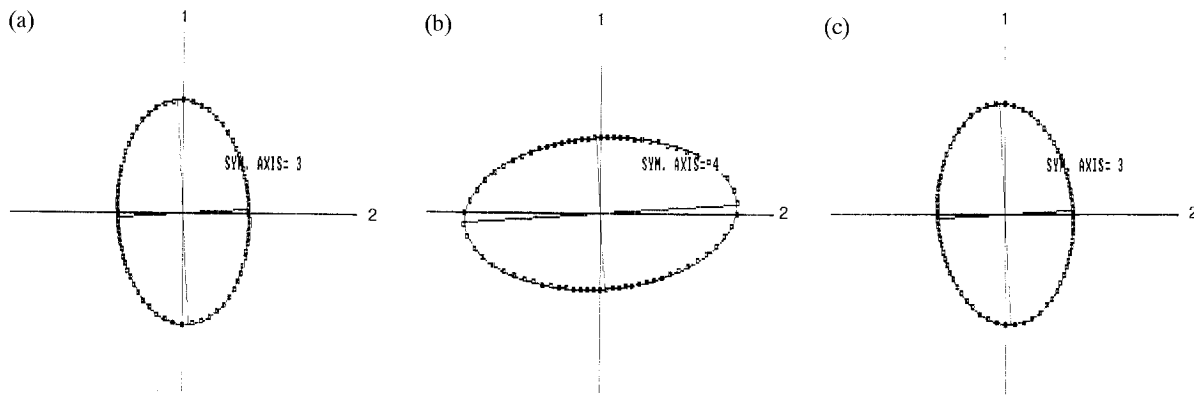 (a)
1
SYM. AXIS= 3
2
(b)
1
SYM. AXIS= 4
2
(c)
1
SYM. AXIS= 3
2